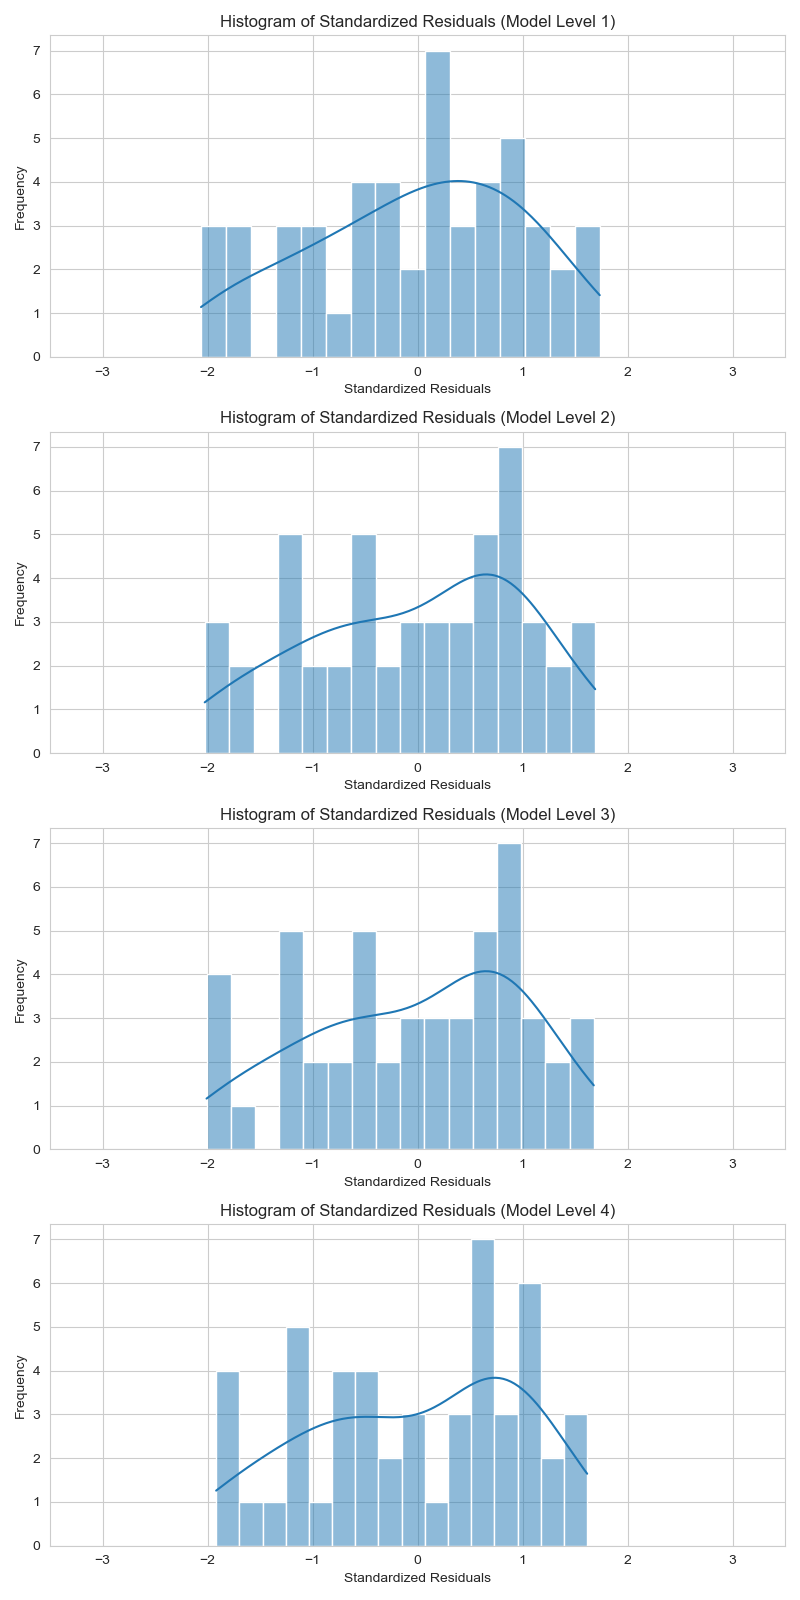 Histogram of Standardized Residuals (Model Level 1)
7
6
5
4
3
2
1
0
Frequency
−3 −2 −1 0 1 2 3
Standardized Residuals
Histogram of Standardized Residuals (Model Level 2)
7
6
5
4
3
2
1
0
Frequency
−3 −2 −1 0 1 2 3
Standardized Residuals
Histogram of Standardized Residuals (Model Level 3)
7
6
5
4
3
2
1
0
Frequency
−3 −2 −1 0 1 2 3
Standardized Residuals
Histogram of Standardized Residuals (Model Level 4)
7
6
5
4
3
2
1
0
Frequency
−3 −2 −1 0 1 2 3
Standardized Residuals